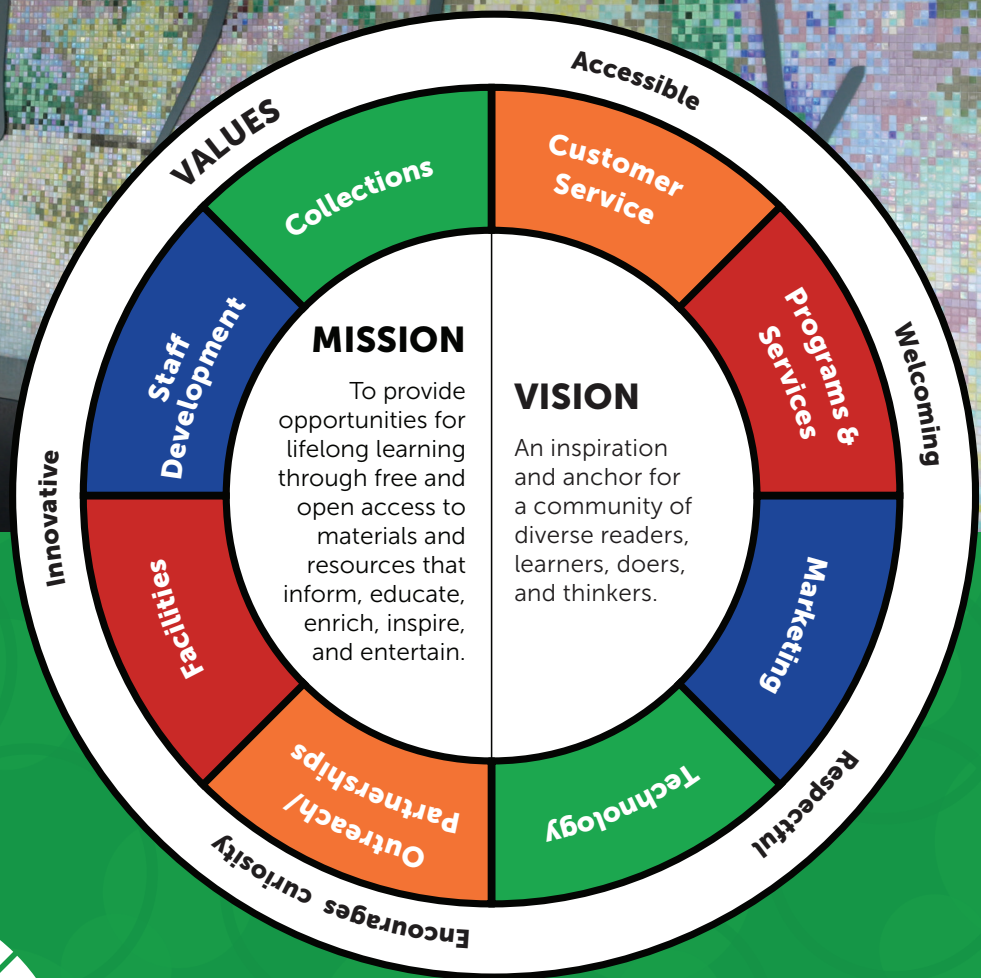 VALUES
Accessible
Welcoming
Respectful
Encourages curiosity
Innovative
Collections
Customer
Service
Programs &
Services
Marketing
Technology
Outreach/
Partnerships
Facilities
Staff
Development
MISSION
To provide
opportunities for
lifelong learning
through free and
open access to
materials and
resources that
inform, educate,
enrich, inspire,
and entertain.
VISION
An inspiration
and anchor for
a community of
diverse readers,
learners, doers,
and thinkers.